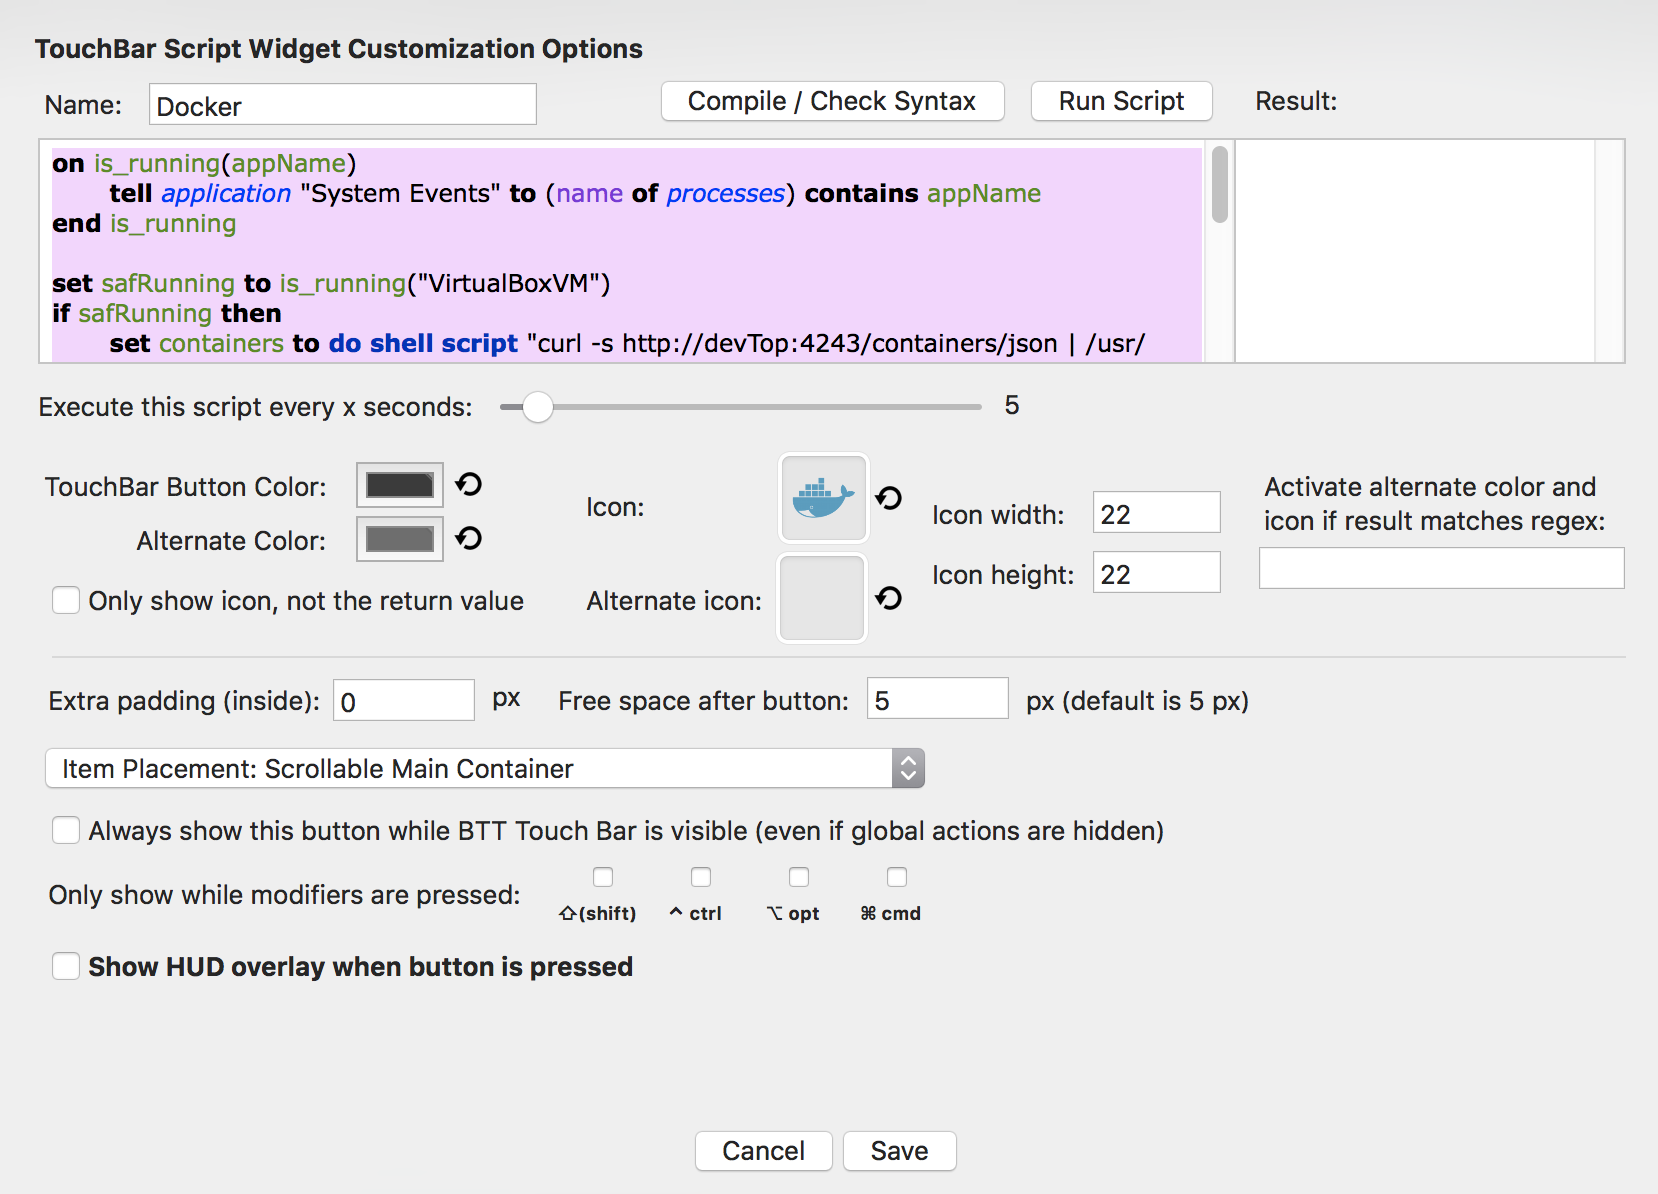 TouchBar Script Widget Customization Options
Name: Docker Compile / Check Syntax Run Script Result:
on is_running(appName)
tell application "System Events" to (name of processes) contains appName
end is_running
set safRunning to is_running("VirtualBoxVM")
if safRunning then
set containers to do shell script "curl -s http://devTop:4243/containers/json | /usr/
Execute this script every x seconds: 5
TouchBar Button Color:
Alternate Color:
Only show icon, not the return value
Icon:
Alternate icon:
Icon width: 22
Icon height: 22
Activate alternate color and
icon if result matches regex:
Extra padding (inside): 0 px Free space after button: 5 px (default is 5 px)
Item Placement: Scrollable Main Container
Always show this button while BTT Touch Bar is visible (even if global actions are hidden)
Only show while modifiers are pressed:
⇧(shift) ⌃ ctrl ⌥ opt ⌘ cmd
Show HUD overlay when button is pressed
Cancel Save